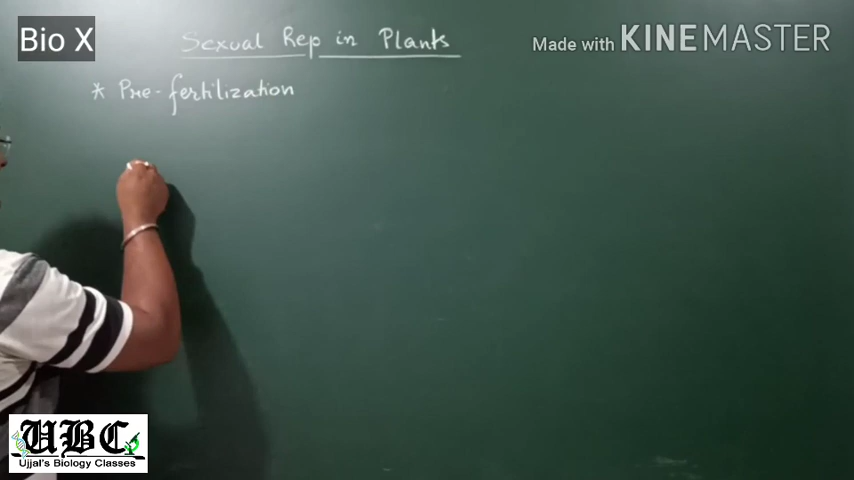 Bio X
Sexual Rep in Plants
Made with KINEMASTER
* Pre-fertilization
UBC
Ujjal's Biology Classes